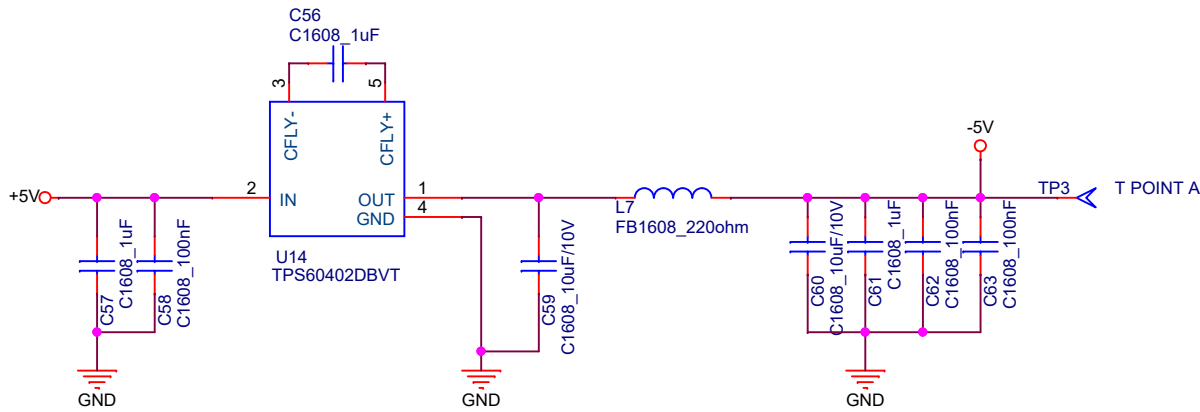 C56
C1608_1uF
3
5
CFLY-
CFLY+
+5V
2
IN
OUT
1
GND
4
U14
TPS60402DBVT
C57
C1608_1uF
C58
C1608_100nF
GND
C59
C1608_10uF/10V
GND
L7
FB1608_220ohm
-5V
TP3
T POINT A
C60
C1608_10uF/10V
C61
C1608_1uF
C62
C1608_100nF
C63
C1608_100nF
GND